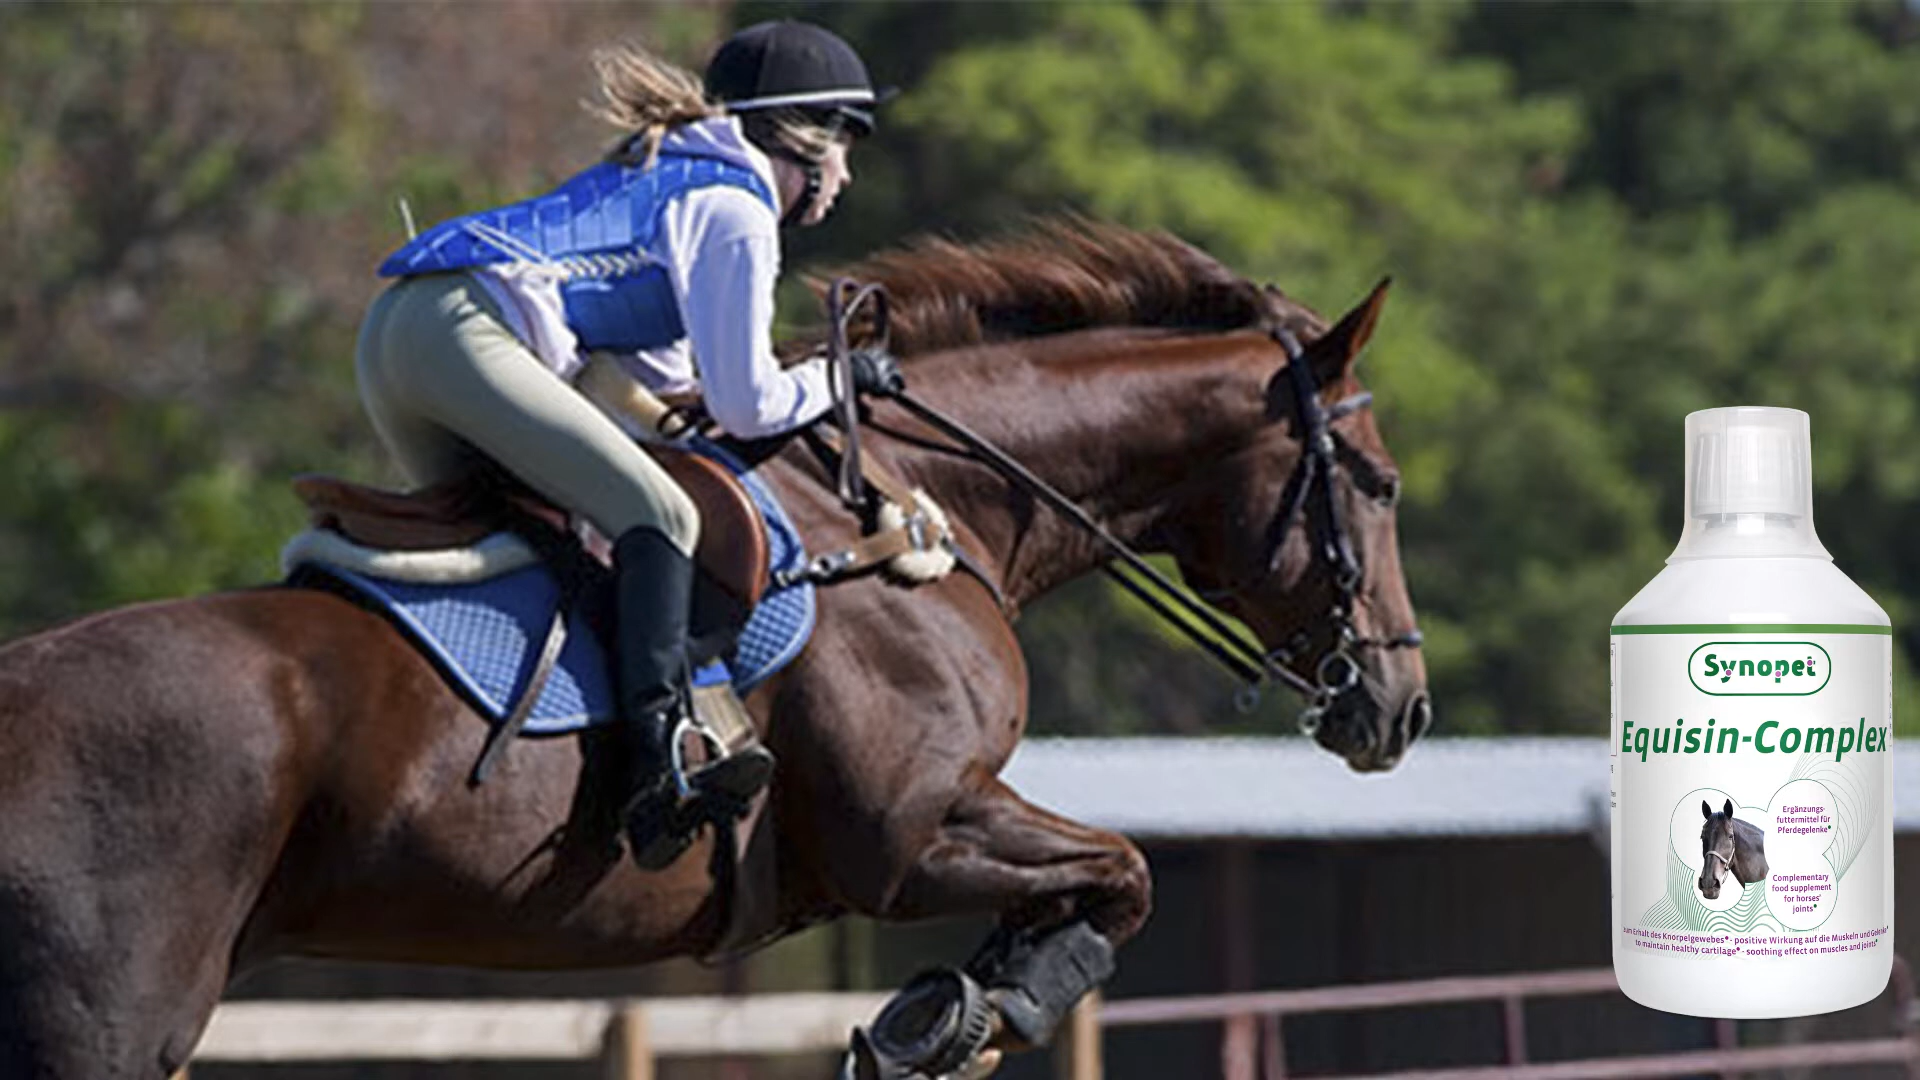 Synopet
Equisin-Complex
Ergänzungs-
futtermittel für
Pferdegelenke*
Complementary
food supplement
for horses'
joints*
zum Erhalt des Knorpelgewebes* - positive Wirkung auf die Muskeln und Gelenke*
to maintain healthy cartilage* - soothing effect on muscles and joints*